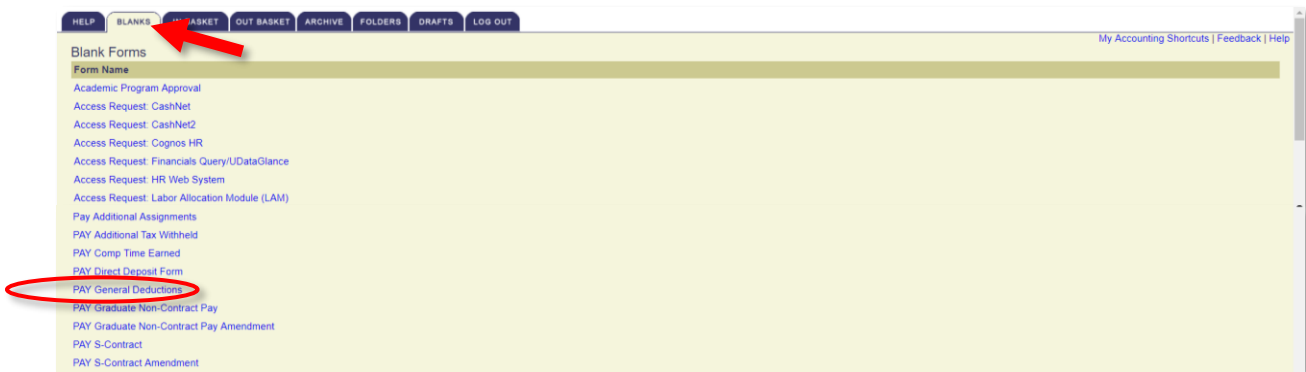 HELP BLANKS BASKET OUT BASKET ARCHIVE FOLDERS DRAFTS LOG OUT
My Accounting Shortcuts | Feedback | Help
Blank Forms
Form Name
Academic Program Approval
Access Request: CashNet
Access Request: CashNet2
Access Request: Cognos HR
Access Request: Financials Query/UDataGlance
Access Request: HR Web System
Access Request: Labor Allocation Module (LAM)
Pay Additional Assignments
PAY Additional Tax Withheld
PAY Comp Time Earned
PAY Direct Deposit Form
PAY General Deductions
PAY Graduate Non-Contract Pay
PAY Graduate Non-Contract Pay Amendment
PAY S-Contract
PAY S-Contract Amendment